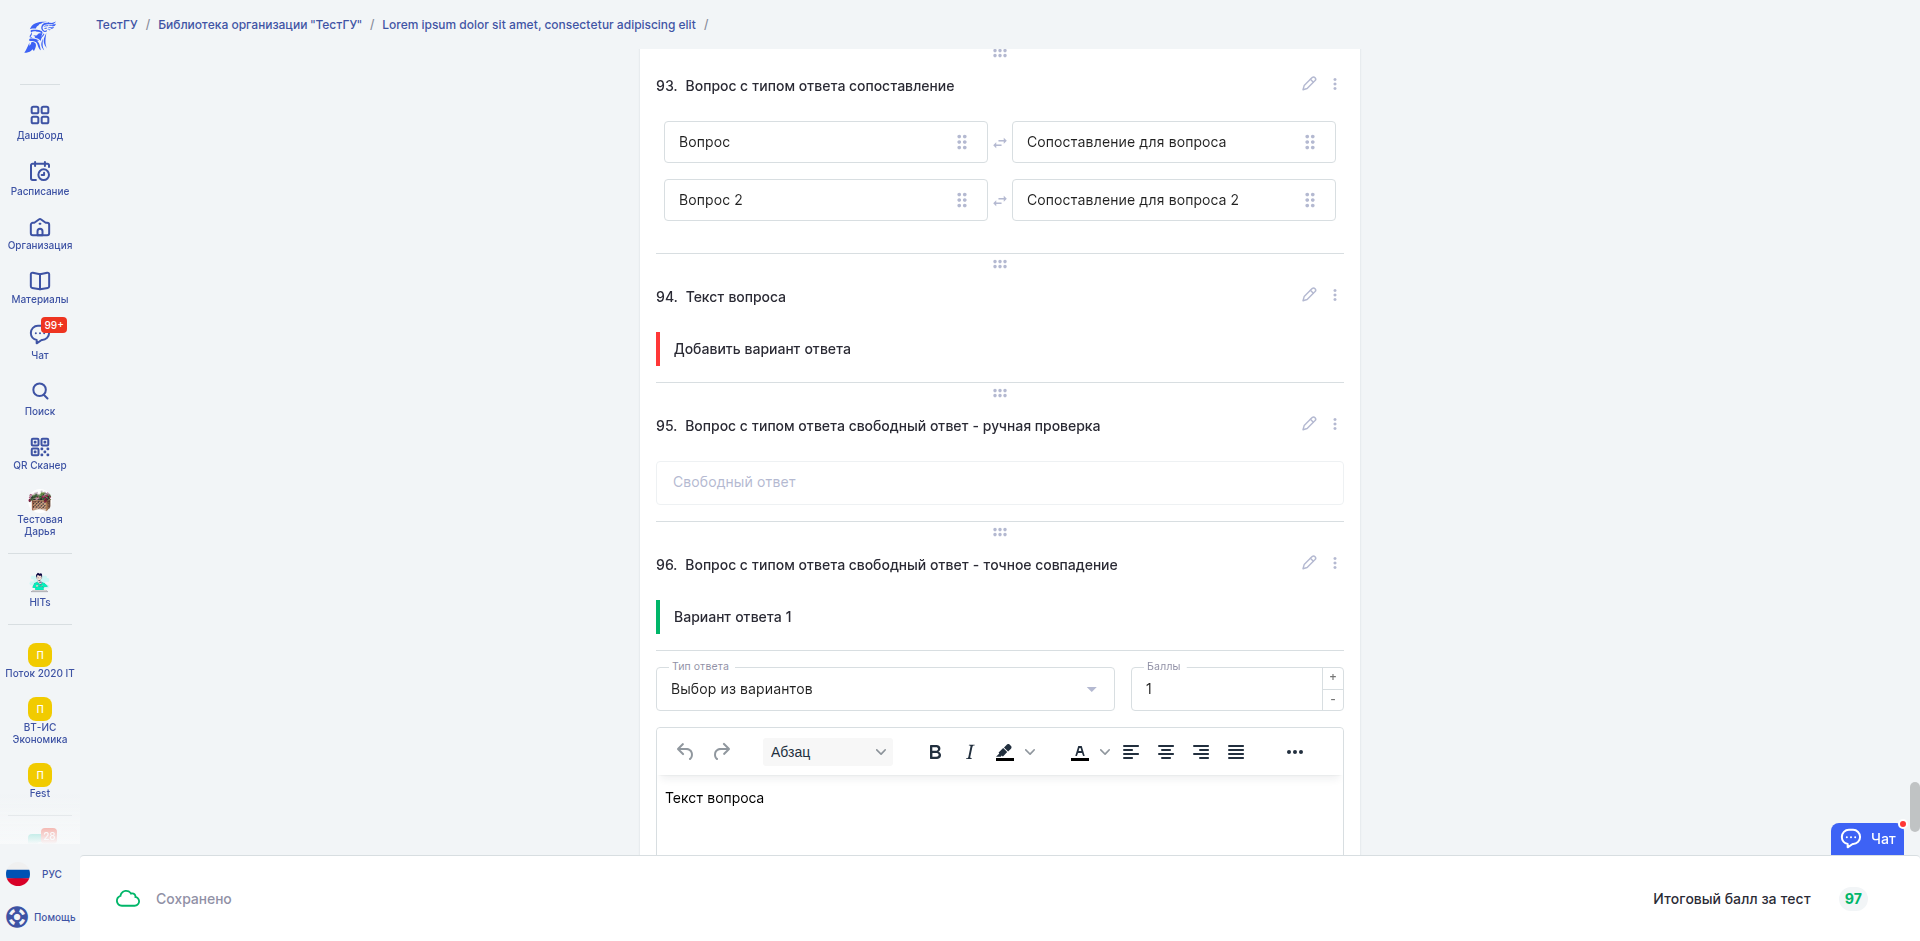 ТестГУ / Библиотека организации "ТестГУ" / Lorem ipsum dolor sit amet, consectetur adipiscing elit /
Дашборд
Расписание
Организация
Материалы
99+
Чат
Поиск
QR Сканер
Тестовая
Дарья
HITs
П
Поток 2020 IT
П
ВТ-ИС
Экономика
П
Fest
28
РУС
Помощь
93. Вопрос с типом ответа сопоставление
Вопрос
Сопоставление для вопроса
Вопрос 2
Сопоставление для вопроса 2
94. Текст вопроса
Добавить вариант ответа
95. Вопрос с типом ответа свободный ответ - ручная проверка
Свободный ответ
96. Вопрос с типом ответа свободный ответ - точное совпадение
Вариант ответа 1
Тип ответа
Выбор из вариантов
Баллы
1
+
-
Абзац
B I A
Текст вопроса
Чат
Сохранено
Итоговый балл за тест 97